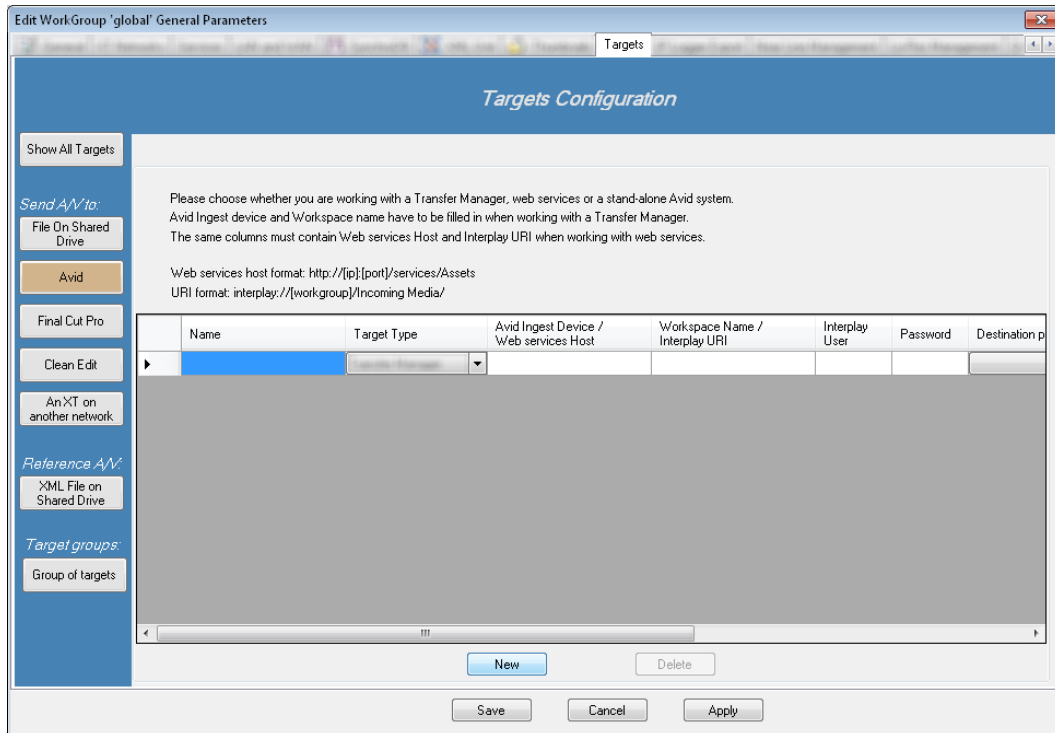 Edit WorkGroup 'global' General Parameters
Targets
Targets Configuration
Show All Targets
Send A/V to:
File On Shared
Drive
Avid
Final Cut Pro
Clean Edit
An XT on
another network
Reference A/V:
XML File on
Shared Drive
Target groups:
Group of targets
Please choose whether you are working with a Transfer Manager, web services or a stand-alone Avid system.
Avid Ingest device and Workspace name have to be filled in when working with a Transfer Manager.
The same columns must contain Web services Host and Interplay URI when working with web services.
Web services host format: http://[ip]:[port]/services/Assets
URI format: interplay://[workgroup]/Incoming Media/
Name
Target Type
Avid Ingest Device /
Web services Host
Workspace Name /
Interplay URI
Interplay
User
Password
Destination p
New
Delete
Save
Cancel
Apply